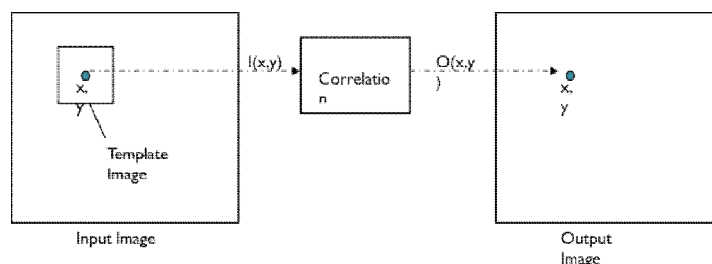 x,
y
Template
Image
Input Image
I(x,y)
Correlatio
n
O(x,y
)
x,
y
Output
Image